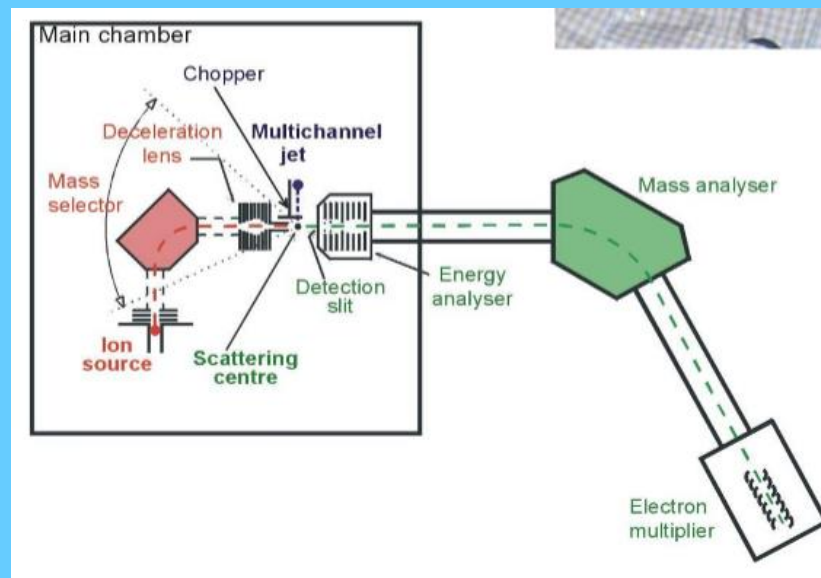 Main chamber
Chopper
Deceleration
lens
Multichannel
jet
Mass
selector
Mass analyser
Detection
slit
Energy
analyser
Ion
source
Scattering
centre
Electron
multiplier